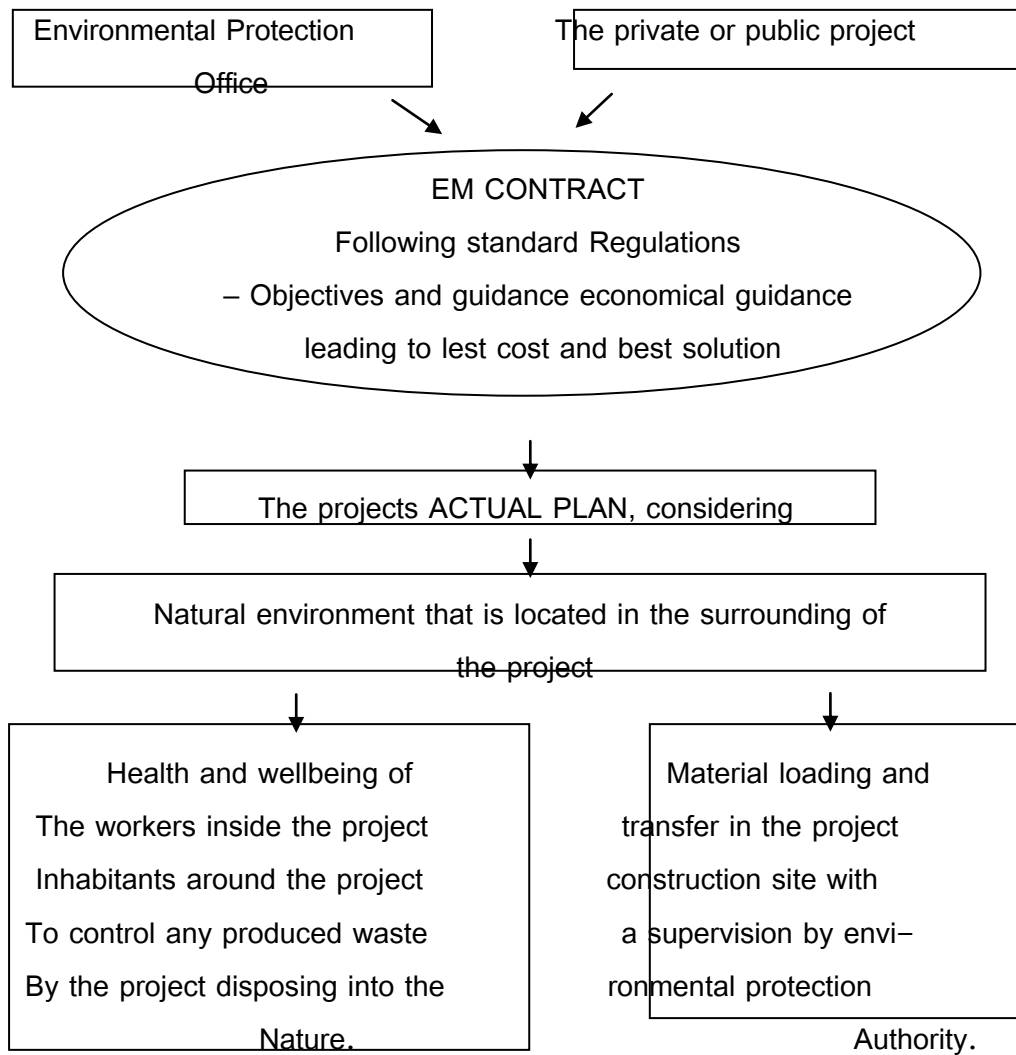 Environmental Protection
Office
The private or public project
EM CONTRACT
Following standard Regulations
– Objectives and guidance economical guidance
leading to lest cost and best solution
The projects ACTUAL PLAN, considering
Natural environment that is located in the surrounding of
the project
Health and wellbeing of
The workers inside the project
Inhabitants around the project
To control any produced waste
By the project disposing into the
Nature.
Material loading and
transfer in the project
construction site with
a supervision by envi–
ronmental protection
Authority.